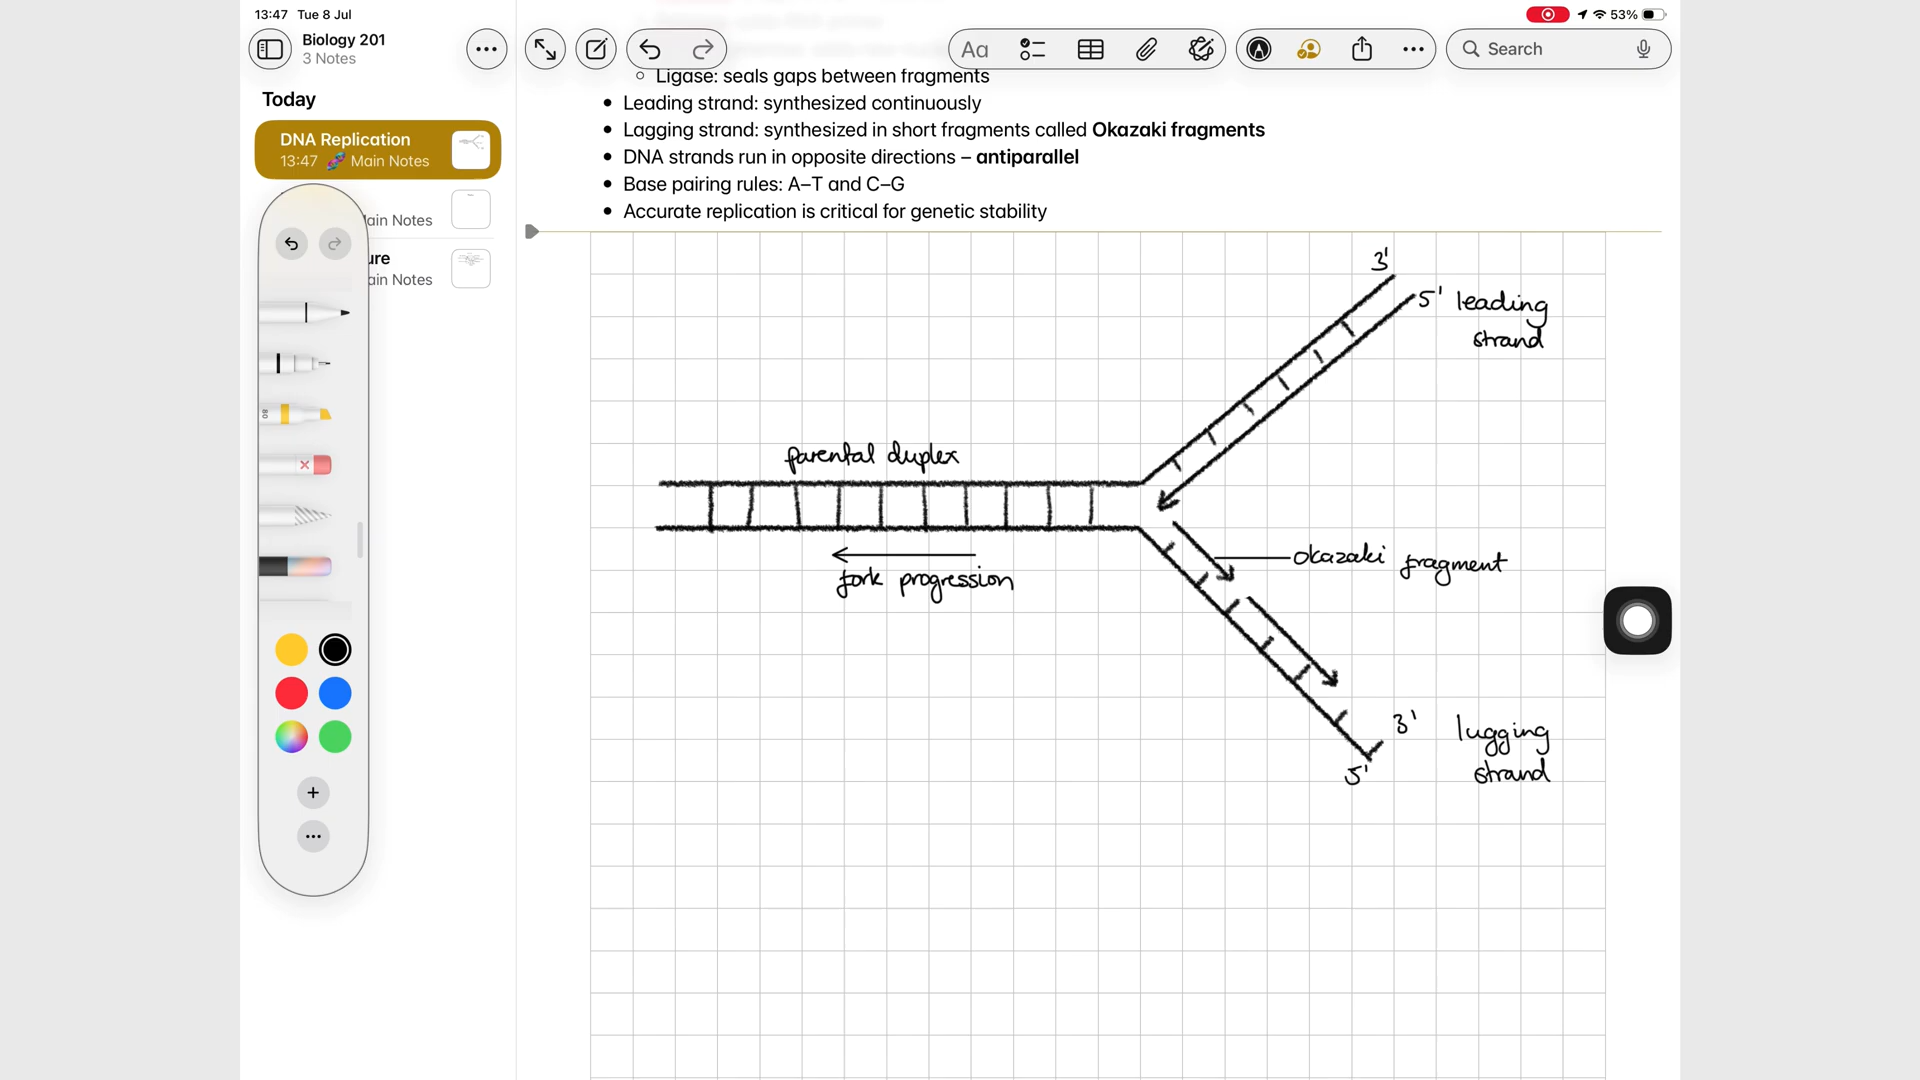 13:47 Tue 8 Jul
53%
Biology 201
3 Notes
Aa
Search
Today
DNA Replication
13:47 🧬 Main Notes
ain Notes
ure
ain Notes
80
Ligase: seals gaps between fragments
Leading strand: synthesized continuously
Lagging strand: synthesized in short fragments called Okazaki fragments
DNA strands run in opposite directions – antiparallel
Base pairing rules: A–T and C–G
Accurate replication is critical for genetic stability
3'
5' leading
strand
parental duplex
okazaki fragment
fork progression
3'
lugging
strand
5'